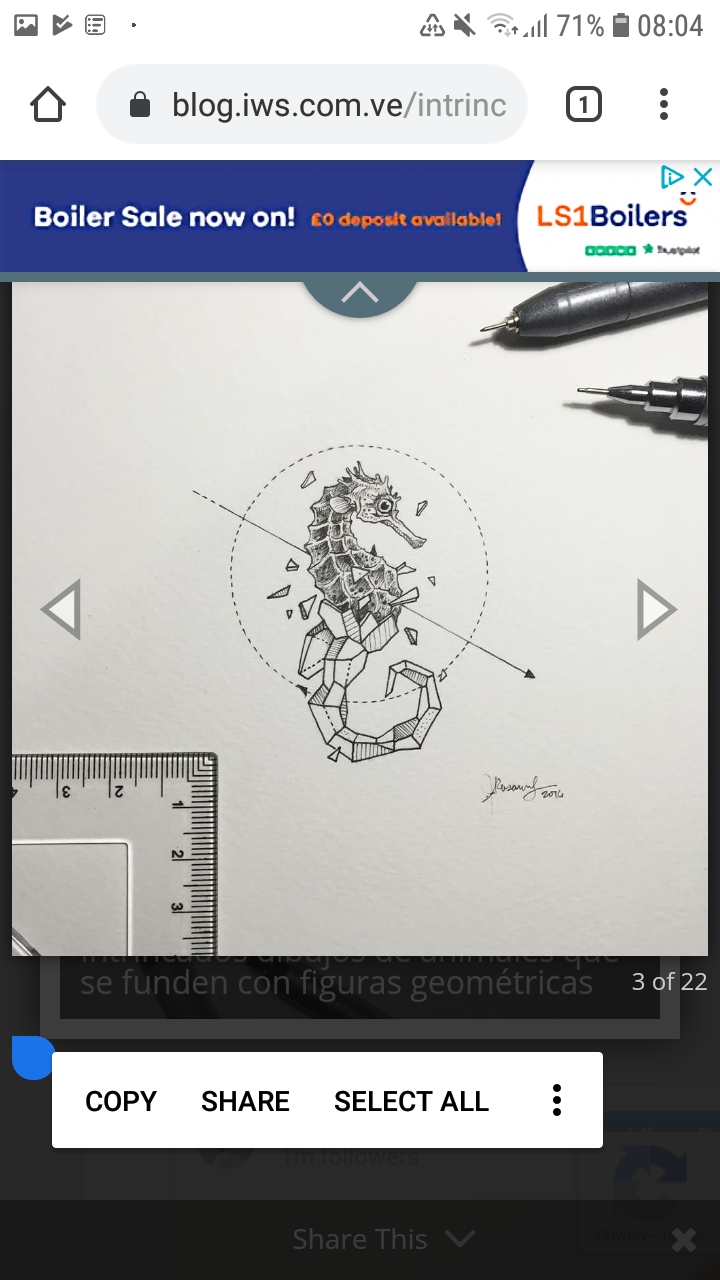 71% 08:04
blog.iws.com.ve/intrinc
1
Boiler Sale now on! £0 deposit available!
LS1Boilers
Trustpilot
3 2 1
2
3
2016
Intrincados dibujos de animales que
se funden con figuras geométricas
3 of 22
COPY SHARE SELECT ALL
1m followers
Share This
Privacy